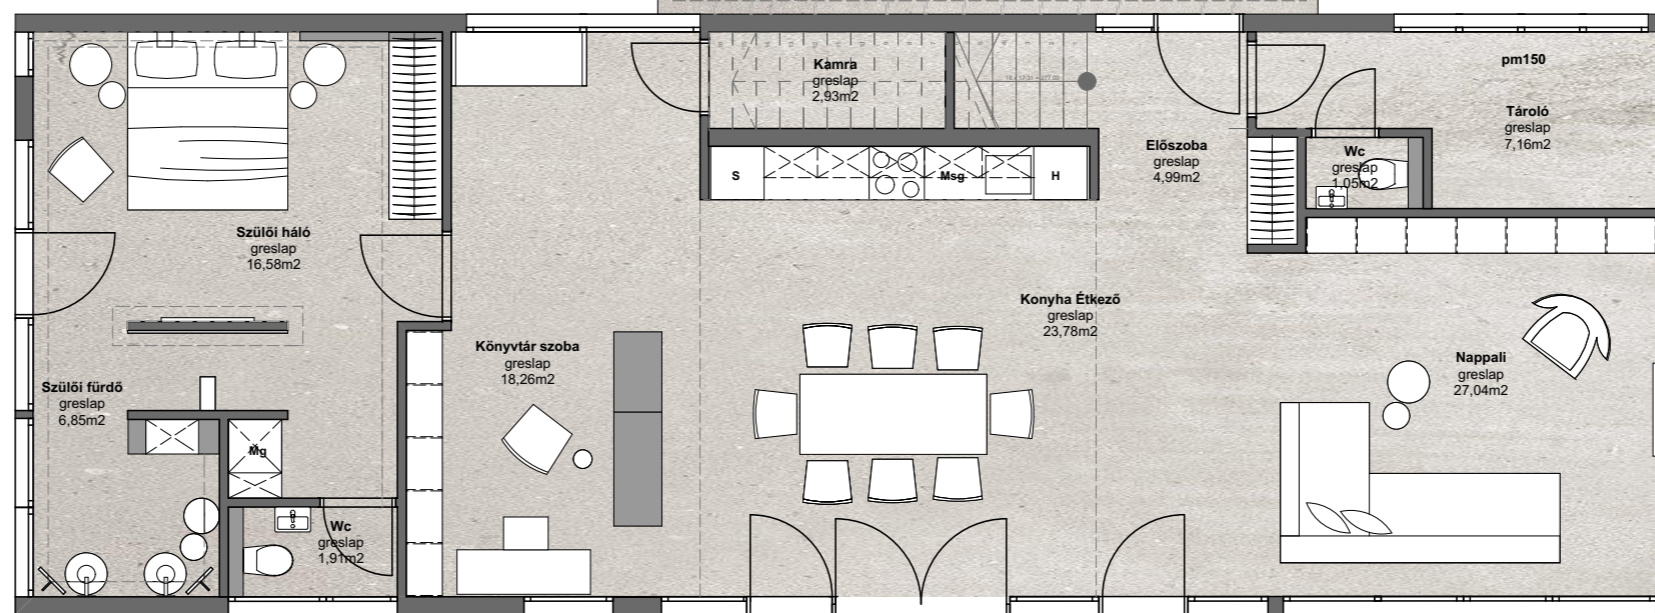 Kamra
greslap
2,93m2
pm150
Tároló
greslap
7,16m2
Előszoba
greslap
4,99m2
Wc
greslap
1,05m2
S
Msg
H
Szülői háló
greslap
16,58m2
Konyha Étkező
greslap
23,78m2
Könyvtár szoba
greslap
18,26m2
Nappali
greslap
27,04m2
Szülői fürdő
greslap
6,85m2
Mg
Wc
greslap
1,91m2